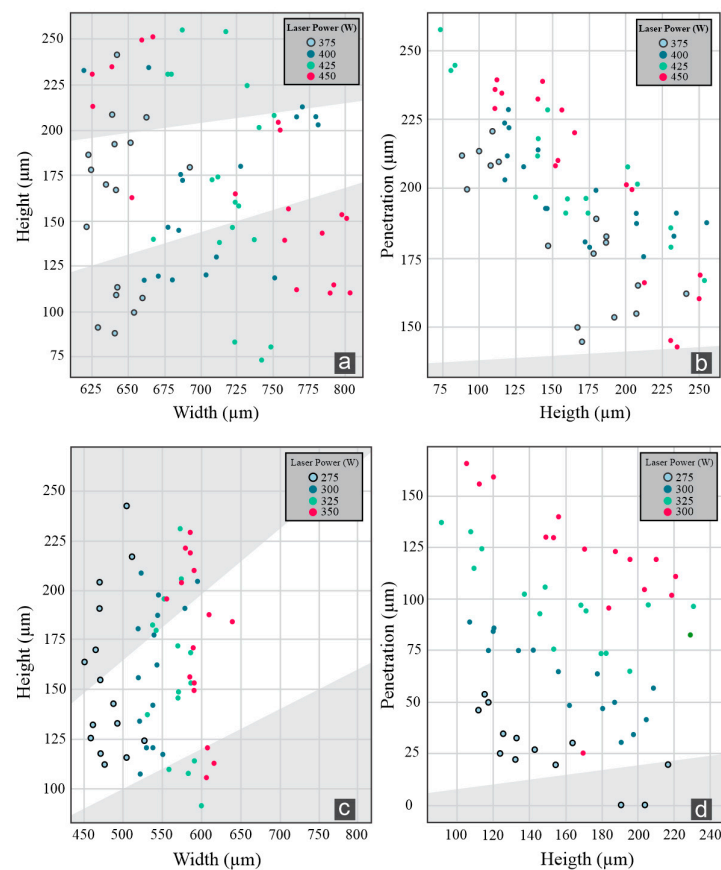 Laser Power (W)
375
400
425
450
250
225
200
175
150
125
100
75
Height (µm)
625 650 675 700 725 750 775 800
Width (µm)
a
Laser Power (W)
375
400
425
450
250
225
200
175
150
Penetration (µm)
75 100 125 150 175 200 225 250
Heigth (µm)
b
Laser Power (W)
275
300
325
350
250
225
200
175
150
125
100
Height (µm)
450 500 550 600 640 700 750 800
Width (µm)
c
Laser Power (W)
275
300
325
300
150
125
100
75
50
25
0
Penetration (µm)
100 120 140 160 180 200 220 240
Heigth (µm)
d